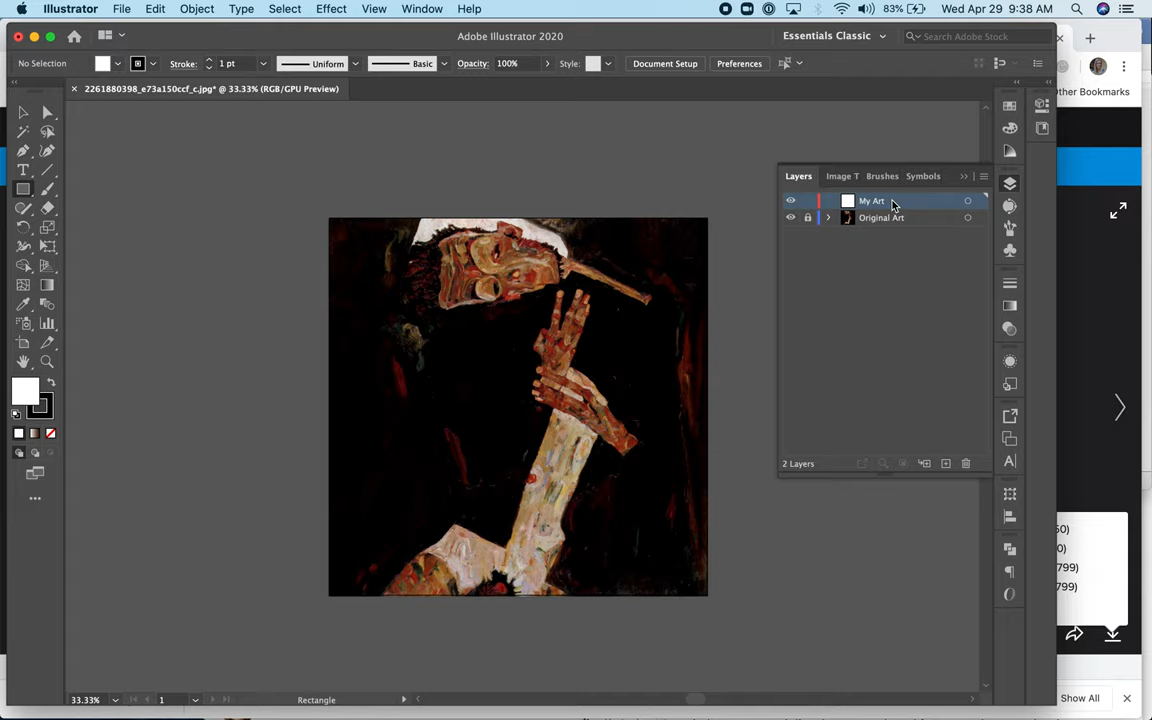 Illustrator File Edit Object Type Select Effect View Window Help 83% Wed Apr 29 9:38 AM
Adobe Illustrator 2020 Essentials Classic Search Adobe Stock
No Selection Stroke: 1 pt Uniform Basic Opacity: 100% Style: Document Setup Preferences
2261880398_e73a150ccf_c.jpg* @ 33.33% (RGB/GPU Preview)
ther Bookmarks
Layers Image T Brushes Symbols
My Art
Original Art
2 Layers
0)
799)
799)
33.33% 1 Rectangle
Show All